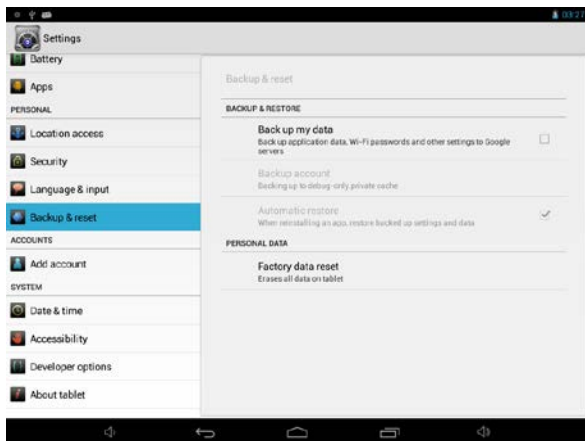 03:27
Settings
Battery
Apps
PERSONAL
Location access
Security
Language & input
Backup & reset
ACCOUNTS
Add account
SYSTEM
Date & time
Accessibility
Developer options
About tablet
Backup & reset
BACKUP & RESTORE
Back up my data
Back up application data, Wi-Fi passwords and other settings to Google
servers
Backup account
Backing up to debug-only private cache
Automatic restore
When reinstalling an app, restore backed up settings and data
PERSONAL DATA
Factory data reset
Erases all data on tablet